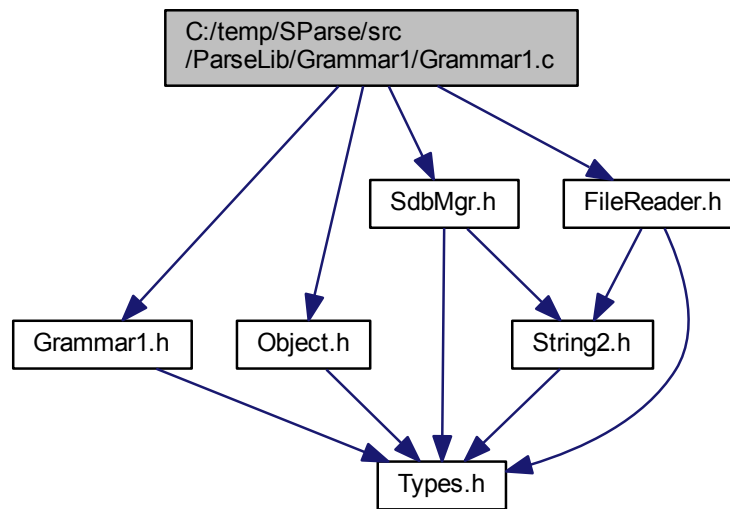 C:/temp/SParse/src
/ParseLib/Grammar1/Grammar1.c
SdbMgr.h
FileReader.h
Grammar1.h
Object.h
String2.h
Types.h